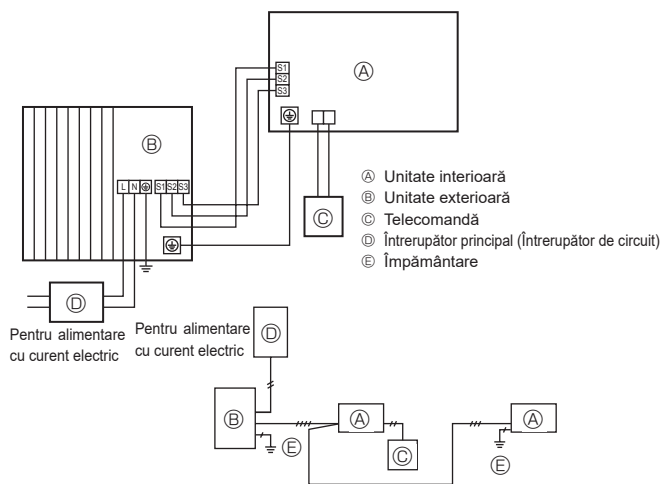 S1
S2
S3
Ⓐ
Ⓑ
L N S1 S2 S3
Ⓒ
Ⓐ Unitate interioară
Ⓑ Unitate exterioară
Ⓒ Telecomandă
Ⓓ Întrerupător principal (Întrerupător de circuit)
Ⓔ Împământare
Ⓓ
Pentru alimentare
cu curent electric
Pentru alimentare
cu curent electric
Ⓓ
Ⓑ
Ⓔ
Ⓐ
Ⓒ
Ⓐ
Ⓔ